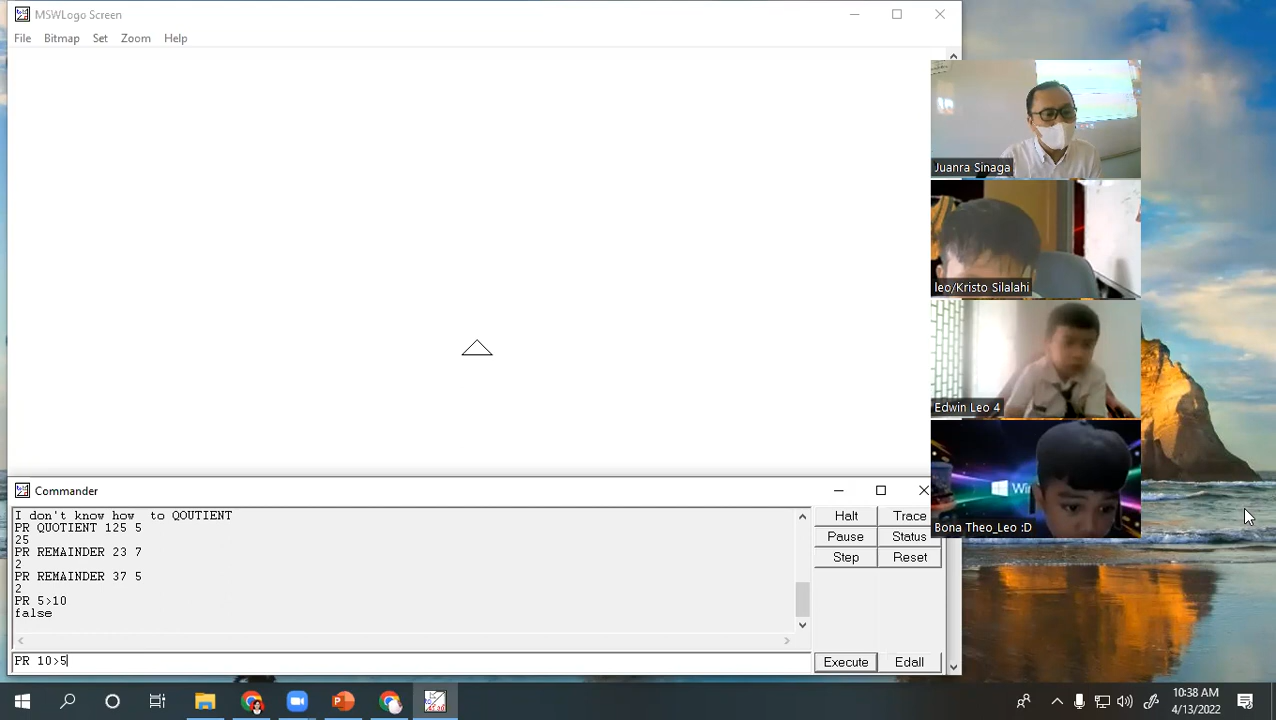 MSWLogo Screen
File Bitmap Set Zoom Help
Juanra Sinaga
leo/Kristo Silalahi
Edwin Leo 4
Win
Bona Theo_Leo :D
Commander
I don't know how  to QOUTIENT
PR QUOTIENT 125 5
25
PR REMAINDER 23 7
2
PR REMAINDER 37 5
2
PR 5>10
false
PR 10>5
Halt Trace
Pause Status
Step Reset
Execute Edall
10:38 AM
4/13/2022